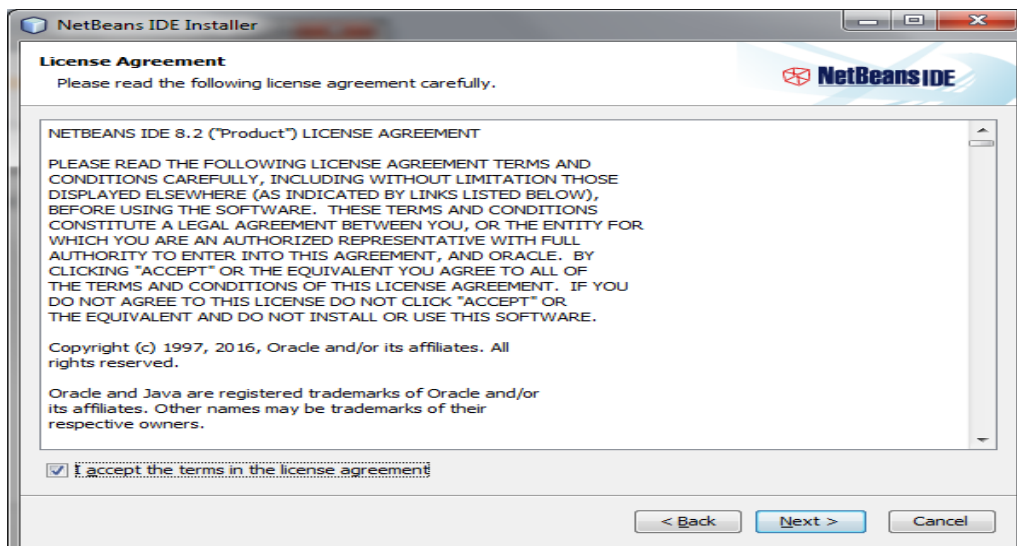 NetBeans IDE Installer
License Agreement
Please read the following license agreement carefully.
NetBeans IDE
NETBEANS IDE 8.2 ("Product") LICENSE AGREEMENT
PLEASE READ THE FOLLOWING LICENSE AGREEMENT TERMS AND
CONDITIONS CAREFULLY, INCLUDING WITHOUT LIMITATION THOSE
DISPLAYED ELSEWHERE (AS INDICATED BY LINKS LISTED BELOW),
BEFORE USING THE SOFTWARE.  THESE TERMS AND CONDITIONS
CONSTITUTE A LEGAL AGREEMENT BETWEEN YOU, OR THE ENTITY FOR
WHICH YOU ARE AN AUTHORIZED REPRESENTATIVE WITH FULL
AUTHORITY TO ENTER INTO THIS AGREEMENT, AND ORACLE.  BY
CLICKING "ACCEPT" OR THE EQUIVALENT YOU AGREE TO ALL OF
THE TERMS AND CONDITIONS OF THIS LICENSE AGREEMENT.  IF YOU
DO NOT AGREE TO THIS LICENSE DO NOT CLICK "ACCEPT" OR
THE EQUIVALENT AND DO NOT INSTALL OR USE THIS SOFTWARE.
Copyright (c) 1997, 2016, Oracle and/or its affiliates. All
rights reserved.
Oracle and Java are registered trademarks of Oracle and/or
its affiliates. Other names may be trademarks of their
respective owners.
I accept the terms in the license agreement
< Back
Next >
Cancel